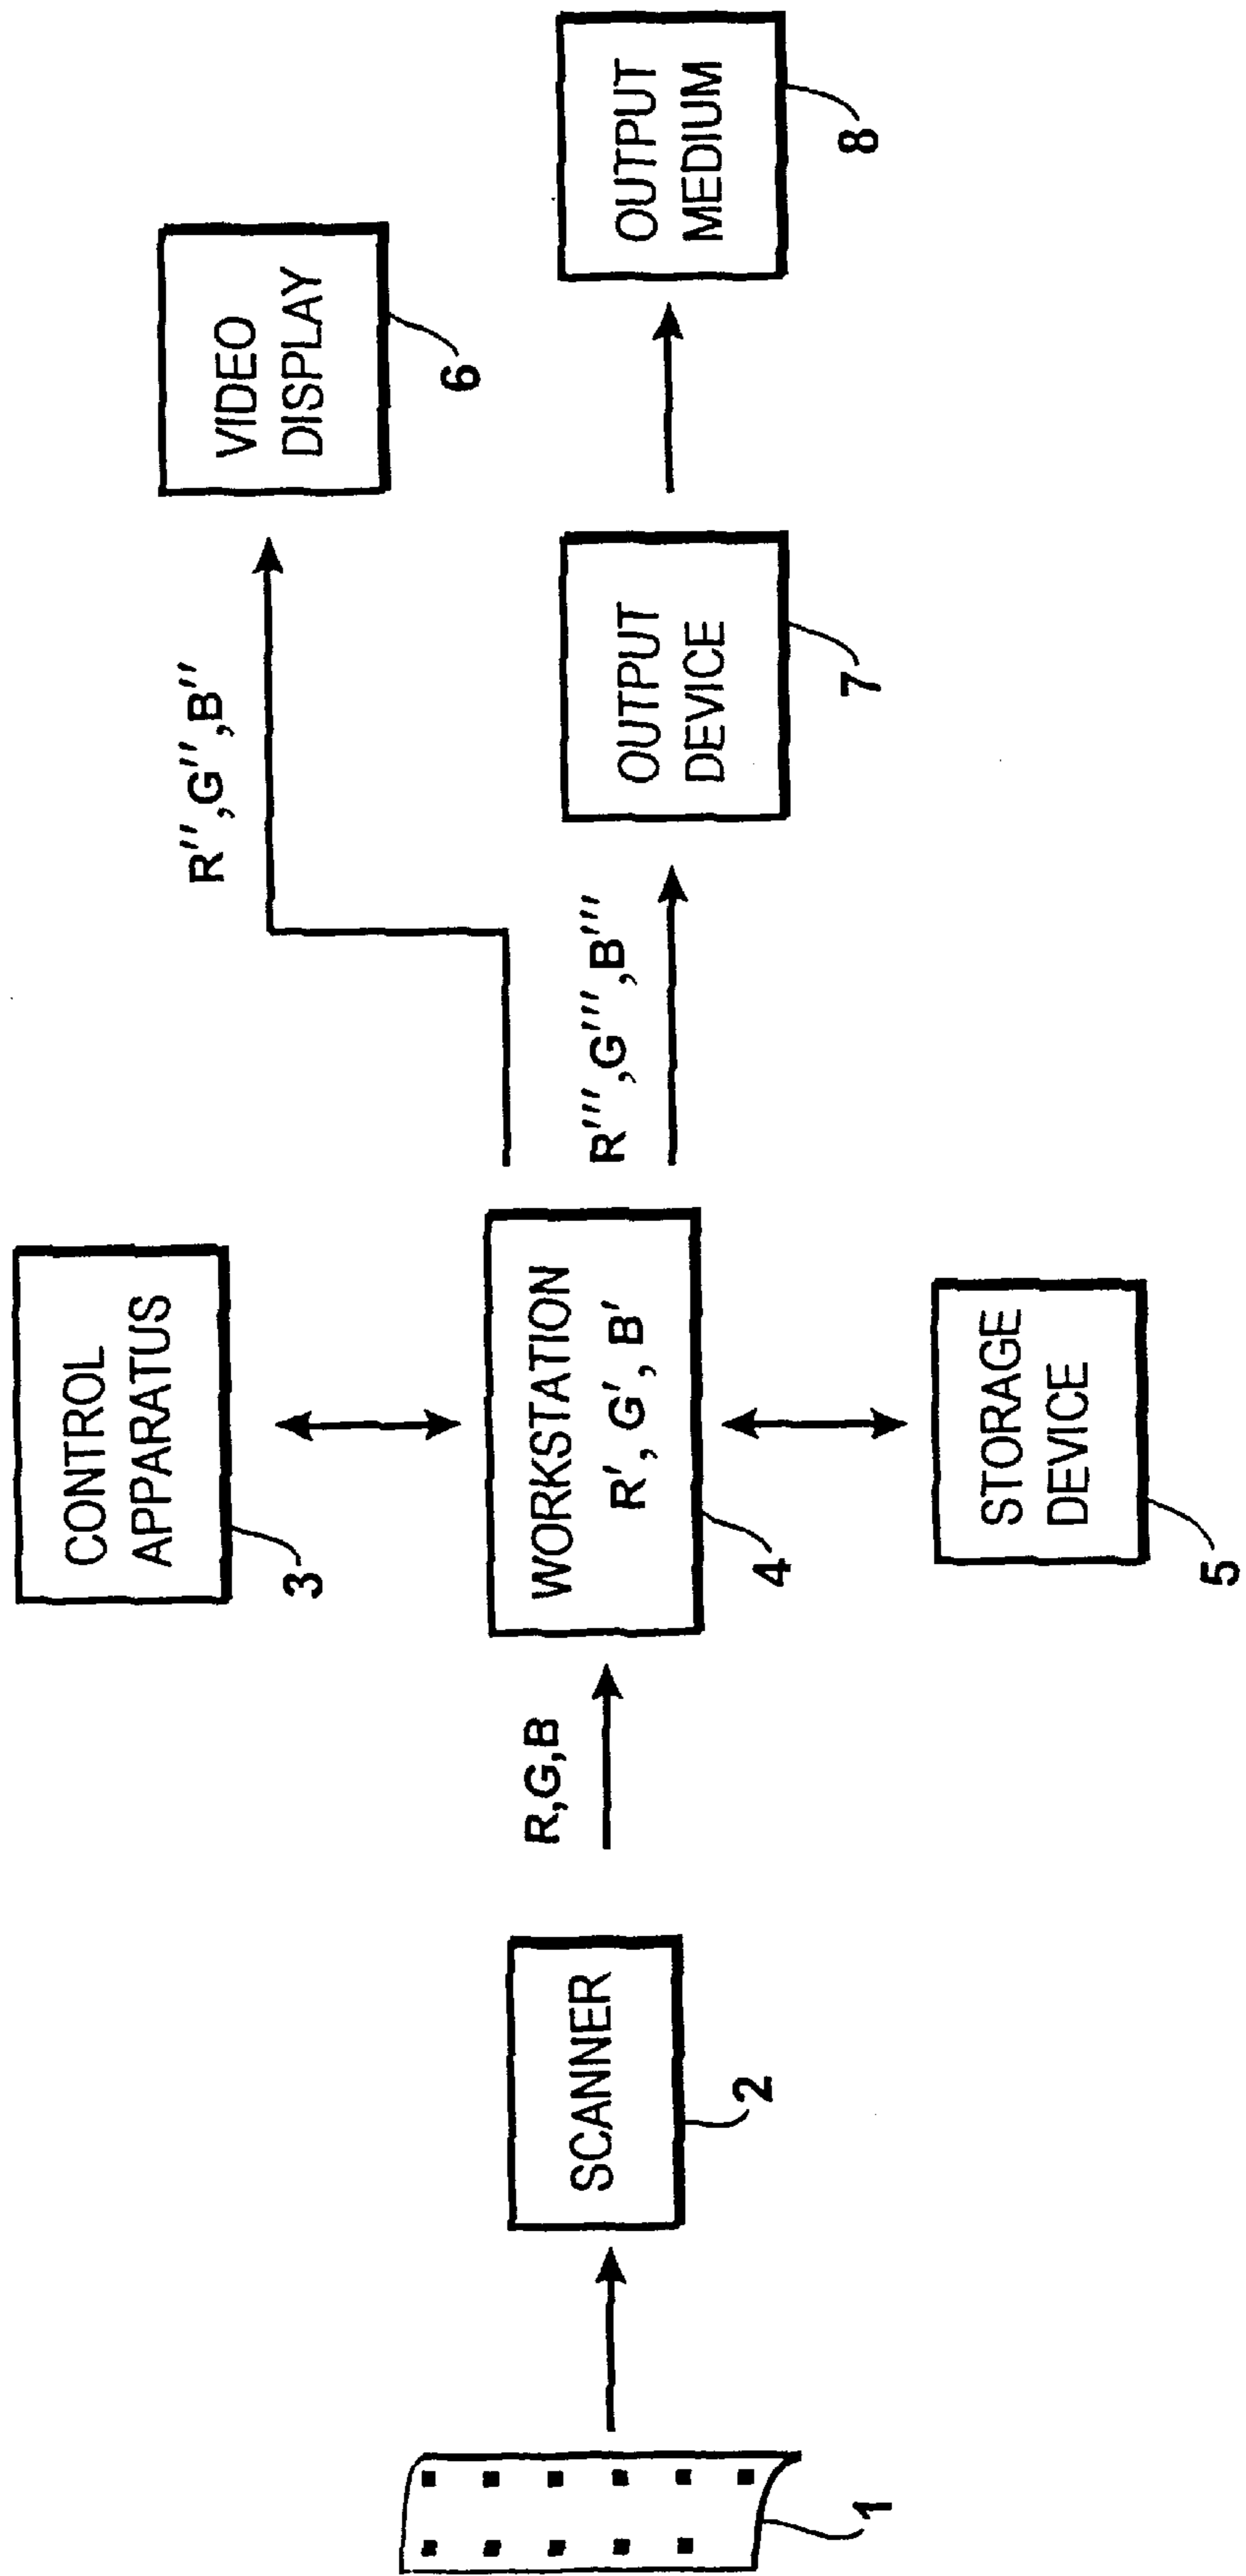 CONTROL
APPARATUS
3
VIDEO
DISPLAY
6
R'',G'',B''
R,G,B
SCANNER
2
WORKSTATION
R', G', B'
4
R''',G''',B'''
OUTPUT
DEVICE
7
OUTPUT
MEDIUM
8
1
STORAGE
DEVICE
5